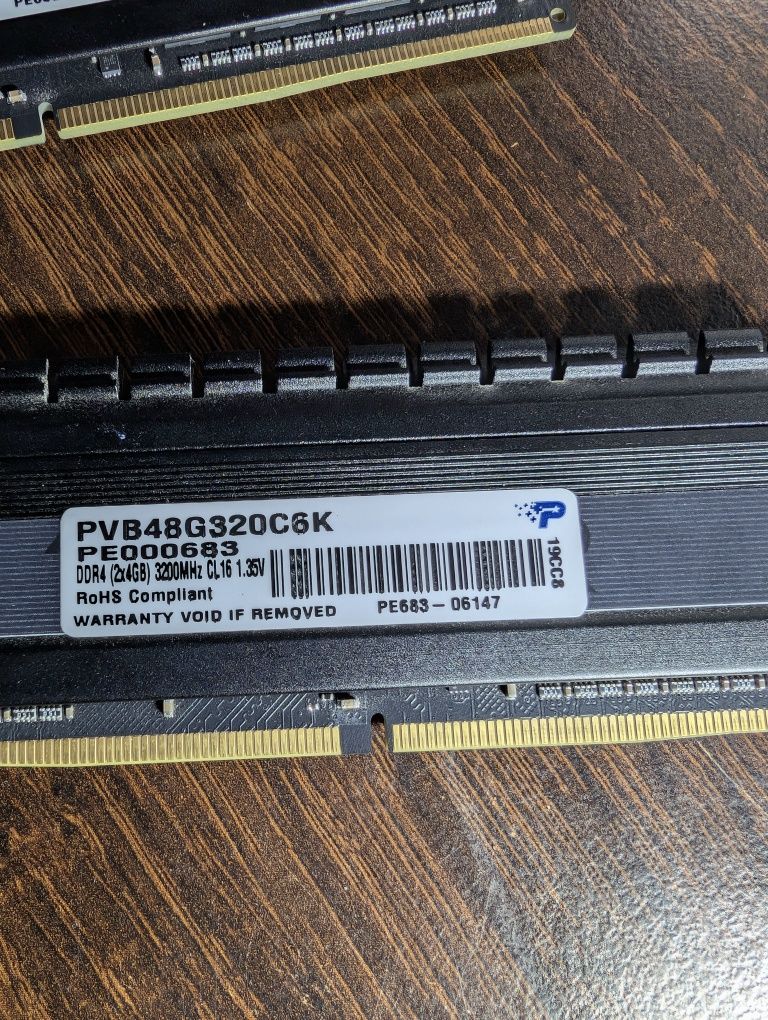 PVB48G320C6K
PE000683
DDR4 (2x4GB) 3200MHz CL16 1.35V
RoHS Compliant
WARRANTY VOID IF REMOVED
PE683-06147
19CC8